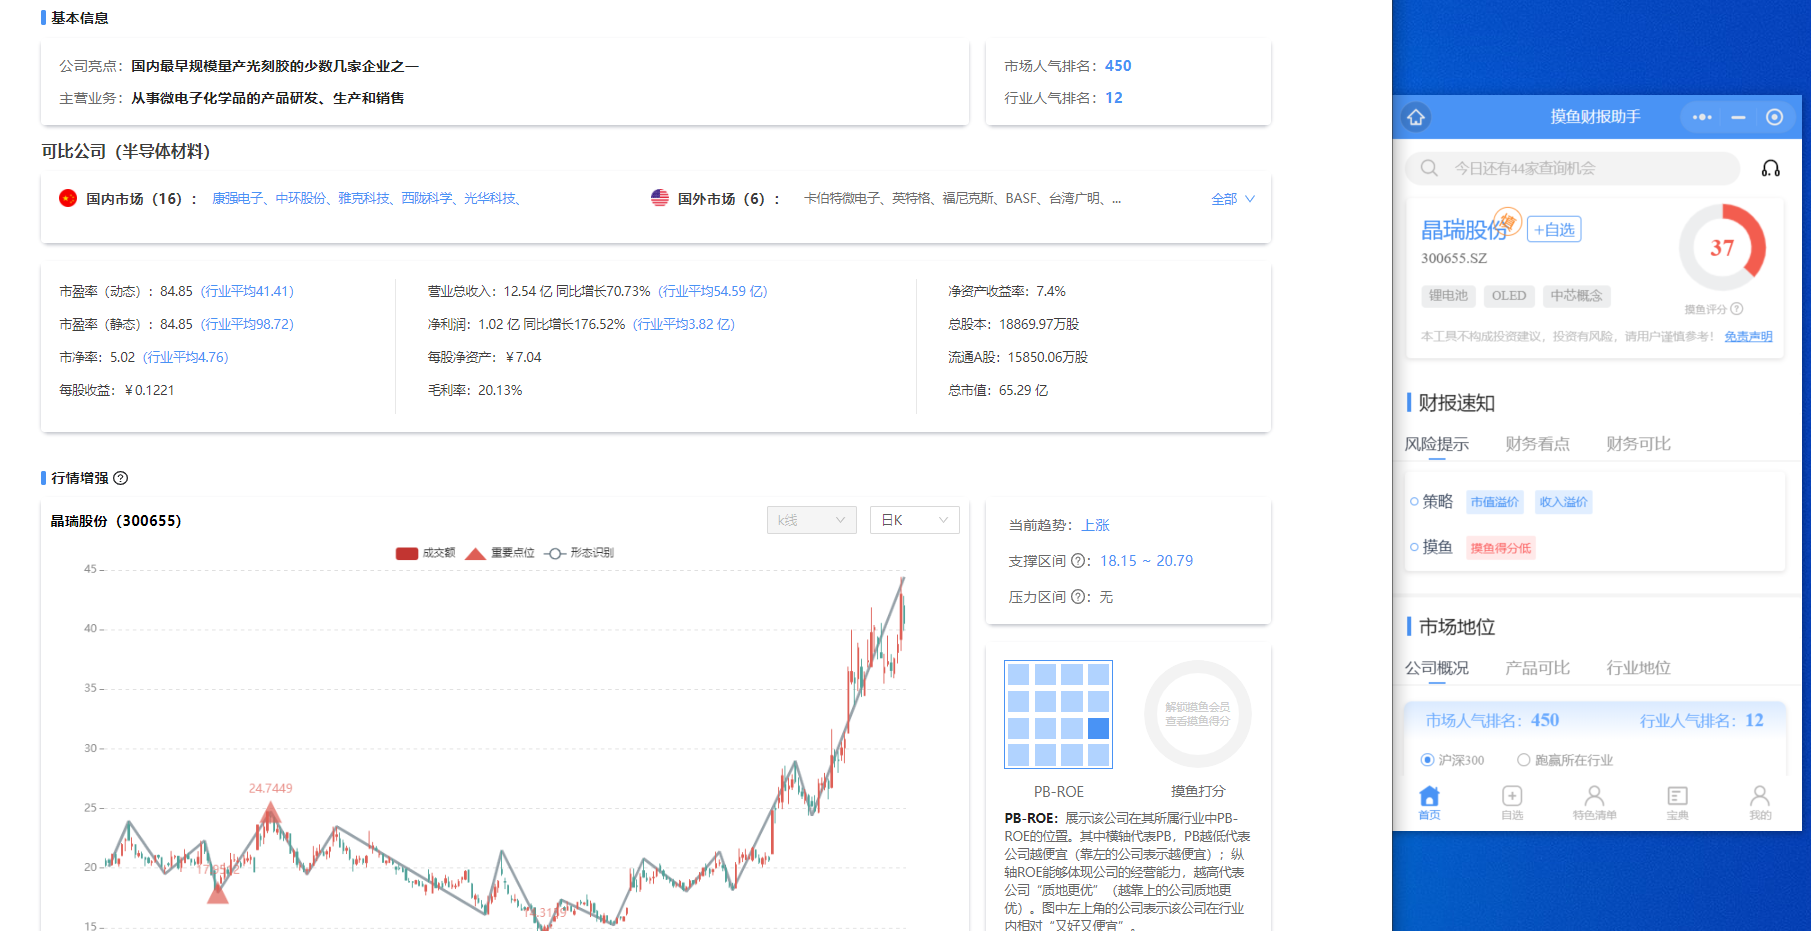 基本信息
公司亮点：国内最早规模量产光刻胶的少数几家企业之一
主营业务：从事微电子化学品的产品研发、生产和销售
市场人气排名：450
行业人气排名：12
可比公司（半导体材料）
国内市场（16）： 康强电子、中环股份、雅克科技、西陇科学、光华科技、
国外市场（6）： 卡伯特微电子、英特格、福尼克斯、BASF、台湾广明、...
全部
市盈率（动态）：84.85（行业平均41.41）
市盈率（静态）：84.85（行业平均98.72）
市净率：5.02（行业平均4.76）
每股收益：￥0.1221
营业总收入：12.54 亿 同比增长70.73%（行业平均54.59 亿）
净利润：1.02 亿 同比增长176.52%（行业平均3.82 亿）
每股净资产：￥7.04
毛利率：20.13%
净资产收益率：7.4%
总股本：18869.97万股
流通A股：15850.06万股
总市值：65.29 亿
行情增强
晶瑞股份（300655）
k线
日K
成交额 重要点位 形态识别
45
40
35
30
25
20
15
24.7449
当前趋势：上涨
支撑区间：18.15 ~ 20.79
压力区间：无
解锁摸鱼会员
查看摸鱼得分
PB-ROE
摸鱼打分
PB-ROE：展示该公司在其所属行业中PB-
ROE的位置。其中横轴代表PB，PB越低代表
公司越便宜（靠左的公司表示越便宜）；纵
轴ROE能够体现公司的经营能力，越高代表
公司“质地更优”（越靠上的公司质地更
优）。图中左上角的公司表示该公司在行业
内相对“又好又便宜”。
摸鱼财报助手
今日还有44家查询机会
晶瑞股份
+自选
300655.SZ
锂电池 OLED 中芯概念
37
摸鱼评分
本工具不构成投资建议，投资有风险，请用户谨慎参考！ 免责声明
财报速知
风险提示 财务看点 财务可比
策略 市值溢价 收入溢价
摸鱼 摸鱼得分低
市场地位
公司概况 产品可比 行业地位
市场人气排名：450 行业人气排名：12
沪深300 跑赢所在行业
首页 自选 特色清单 宝典 我的